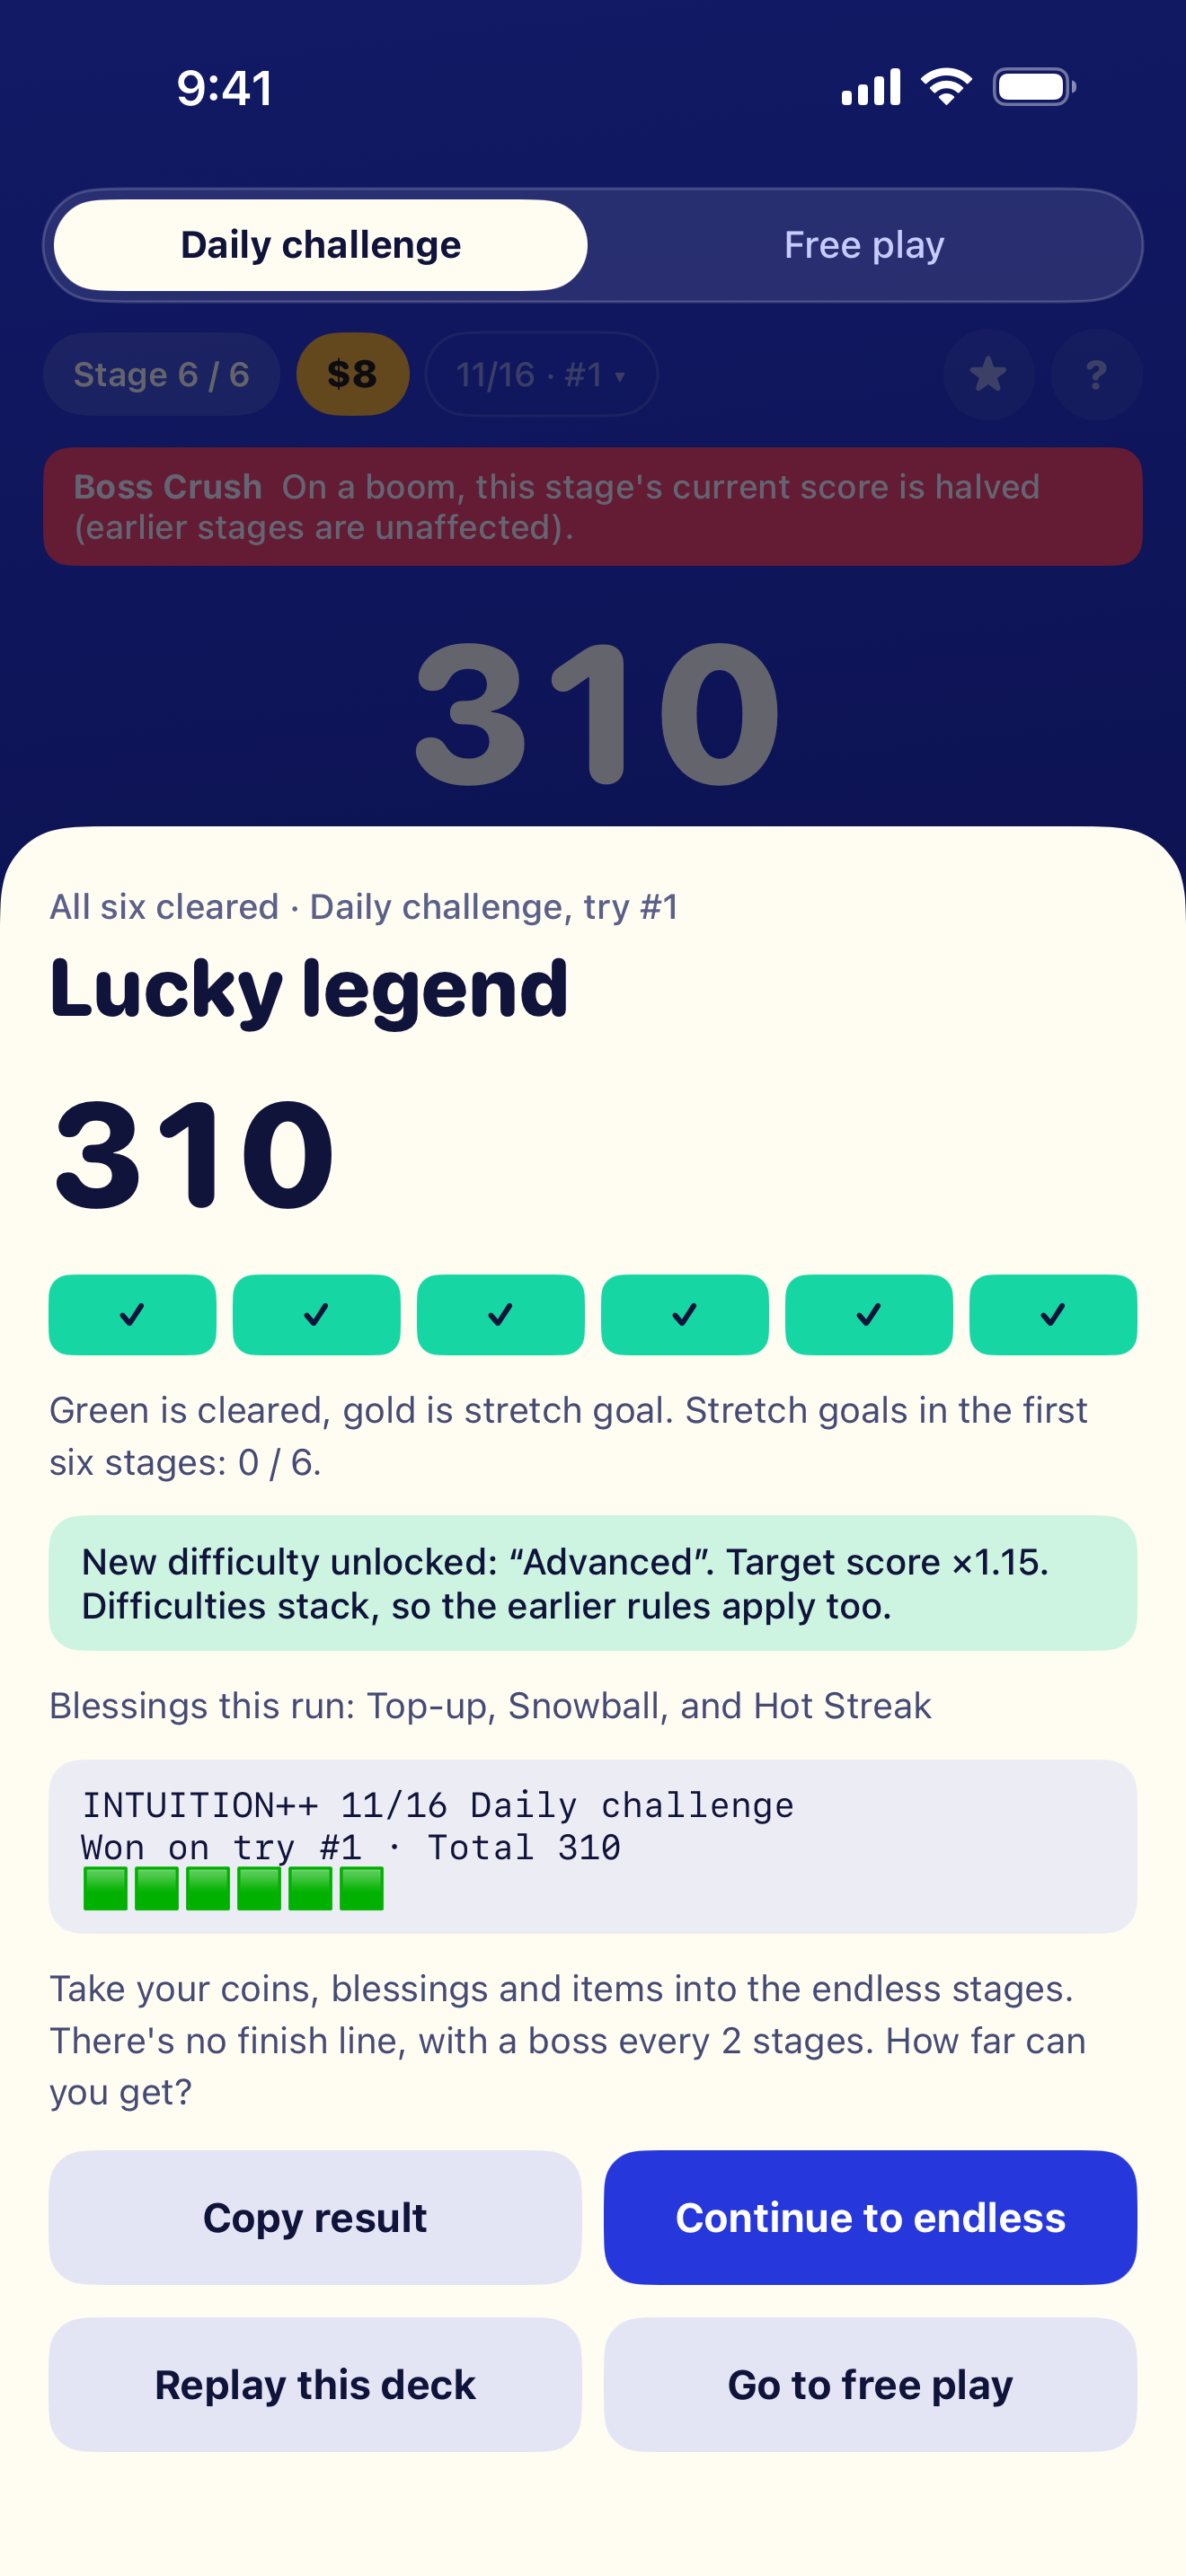 9:41
Daily challenge
Free play
Stage 6 / 6
$8
11/16 · #1 ▾
?
Boss Crush On a boom, this stage's current score is halved
(earlier stages are unaffected).
310
All six cleared · Daily challenge, try #1
Lucky legend
310
Green is cleared, gold is stretch goal. Stretch goals in the first
six stages: 0 / 6.
New difficulty unlocked: “Advanced”. Target score ×1.15.
Difficulties stack, so the earlier rules apply too.
Blessings this run: Top-up, Snowball, and Hot Streak
INTUITION++ 11/16 Daily challenge
Won on try #1 · Total 310
🟩🟩🟩🟩🟩🟩
Take your coins, blessings and items into the endless stages.
There's no finish line, with a boss every 2 stages. How far can
you get?
Copy result
Continue to endless
Replay this deck
Go to free play